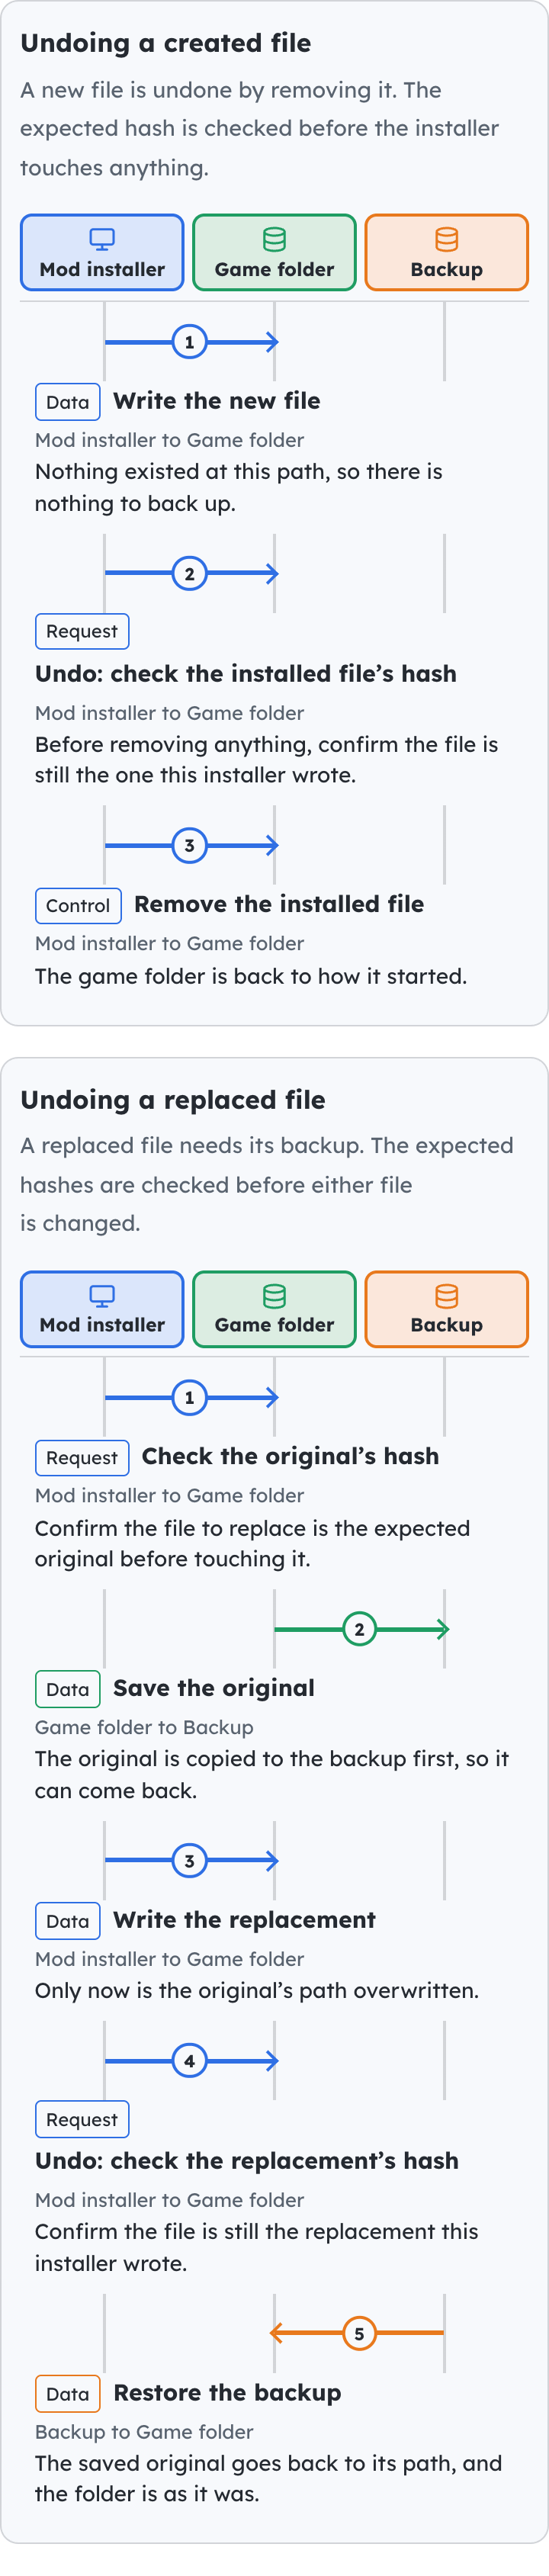 Undoing a created file
A new file is undone by removing it. The
expected hash is checked before the installer
touches anything.
Mod installer
Game folder
Backup
1
Data
Write the new file
Mod installer to Game folder
Nothing existed at this path, so there is
nothing to back up.
2
Request
Undo: check the installed file’s hash
Mod installer to Game folder
Before removing anything, confirm the file is
still the one this installer wrote.
3
Control
Remove the installed file
Mod installer to Game folder
The game folder is back to how it started.
Undoing a replaced file
A replaced file needs its backup. The expected
hashes are checked before either file
is changed.
Mod installer
Game folder
Backup
1
Request
Check the original’s hash
Mod installer to Game folder
Confirm the file to replace is the expected
original before touching it.
2
Data
Save the original
Game folder to Backup
The original is copied to the backup first, so it
can come back.
3
Data
Write the replacement
Mod installer to Game folder
Only now is the original’s path overwritten.
4
Request
Undo: check the replacement’s hash
Mod installer to Game folder
Confirm the file is still the replacement this
installer wrote.
5
Data
Restore the backup
Backup to Game folder
The saved original goes back to its path, and
the folder is as it was.